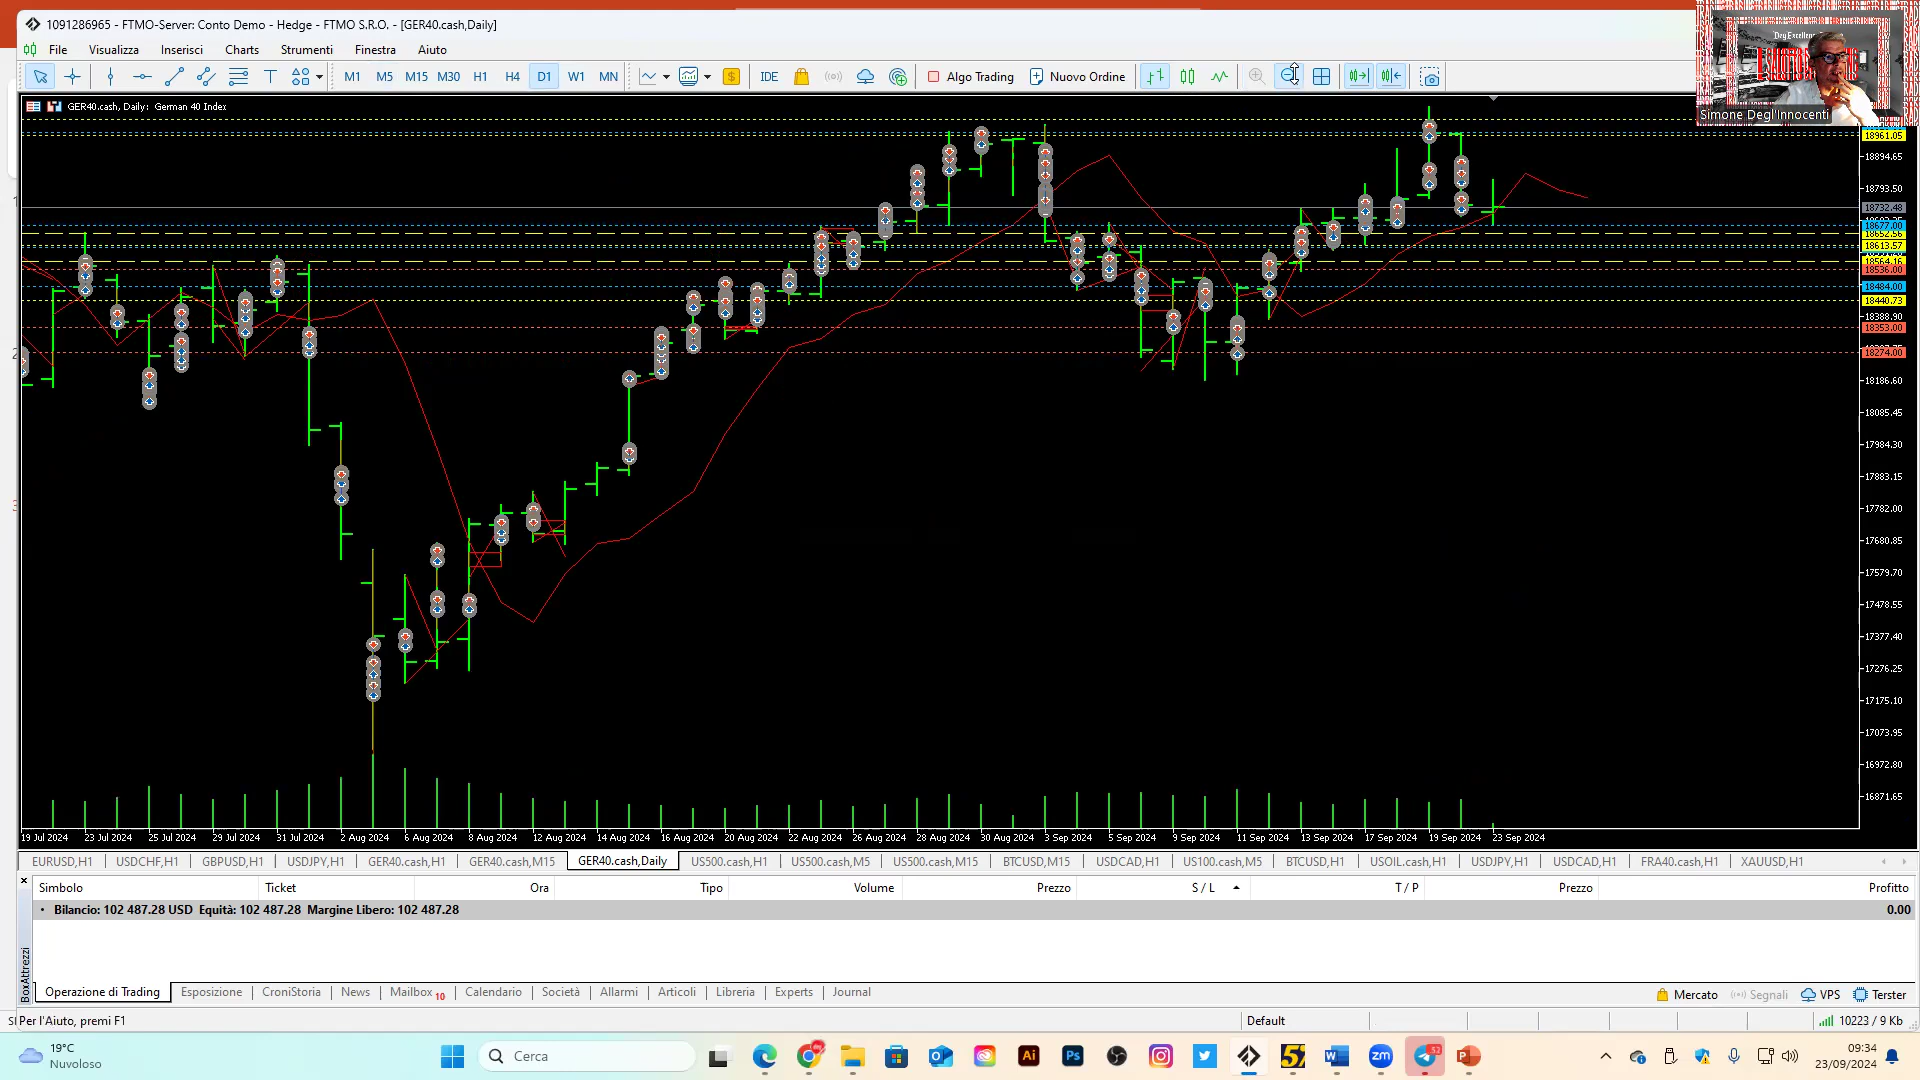 1091286965 - FTMO-Server: Conto Demo - Hedge - FTMO S.R.O. - [GER40.cash,Daily]
File Visualizza Inserisci Charts Strumenti Finestra Aiuto
M1 M5 M15 M30 H1 H4 D1 W1 MN IDE Algo Trading Nuovo Ordine
Simone Degl'Innocenti
GER40.cash, Daily: German 40 Index
18961.05
18894.65
18793.50
18732.48
18677.00
18652.56
18613.57
18564.16
18536.00
18484.00
18440.73
18388.90
18353.00
18274.00
18186.60
18085.45
17984.30
17883.15
17782.00
17680.85
17579.70
17478.55
17377.40
17276.25
17175.10
17073.95
16972.80
16871.65
19 Jul 2024 23 Jul 2024 25 Jul 2024 29 Jul 2024 31 Jul 2024 2 Aug 2024 6 Aug 2024 8 Aug 2024 12 Aug 2024 14 Aug 2024 16 Aug 2024 20 Aug 2024 22 Aug 2024 26 Aug 2024 28 Aug 2024 30 Aug 2024 3 Sep 2024 5 Sep 2024 9 Sep 2024 11 Sep 2024 13 Sep 2024 17 Sep 2024 19 Sep 2024 23 Sep 2024
EURUSD,H1 USDCHF,H1 GBPUSD,H1 USDJPY,H1 GER40.cash,H1 GER40.cash,M15 GER40.cash,Daily US500.cash,H1 US500.cash,M5 US500.cash,M15 BTCUSD,M15 USDCAD,H1 US100.cash,M5 BTCUSD,H1 USOIL.cash,H1 USDJPY,H1 USDCAD,H1 FRA40.cash,H1 XAUUSD,H1
Simbolo Ticket Ora Tipo Volume Prezzo S / L T / P Prezzo Profitto
Bilancio: 102 487.28 USD Equità: 102 487.28 Margine Libero: 102 487.28 0.00
BoxAttrezzi
Operazione di Trading Esposizione CroniStoria News Mailbox 10 Calendario Società Allarmi Articoli Libreria Experts Journal
Mercato Segnali VPS Terster
Per l'Aiuto, premi F1 Default 10223 / 9 Kb
19°C
Nuvoloso
Cerca
Ai Ps zm 52
09:34
23/09/2024